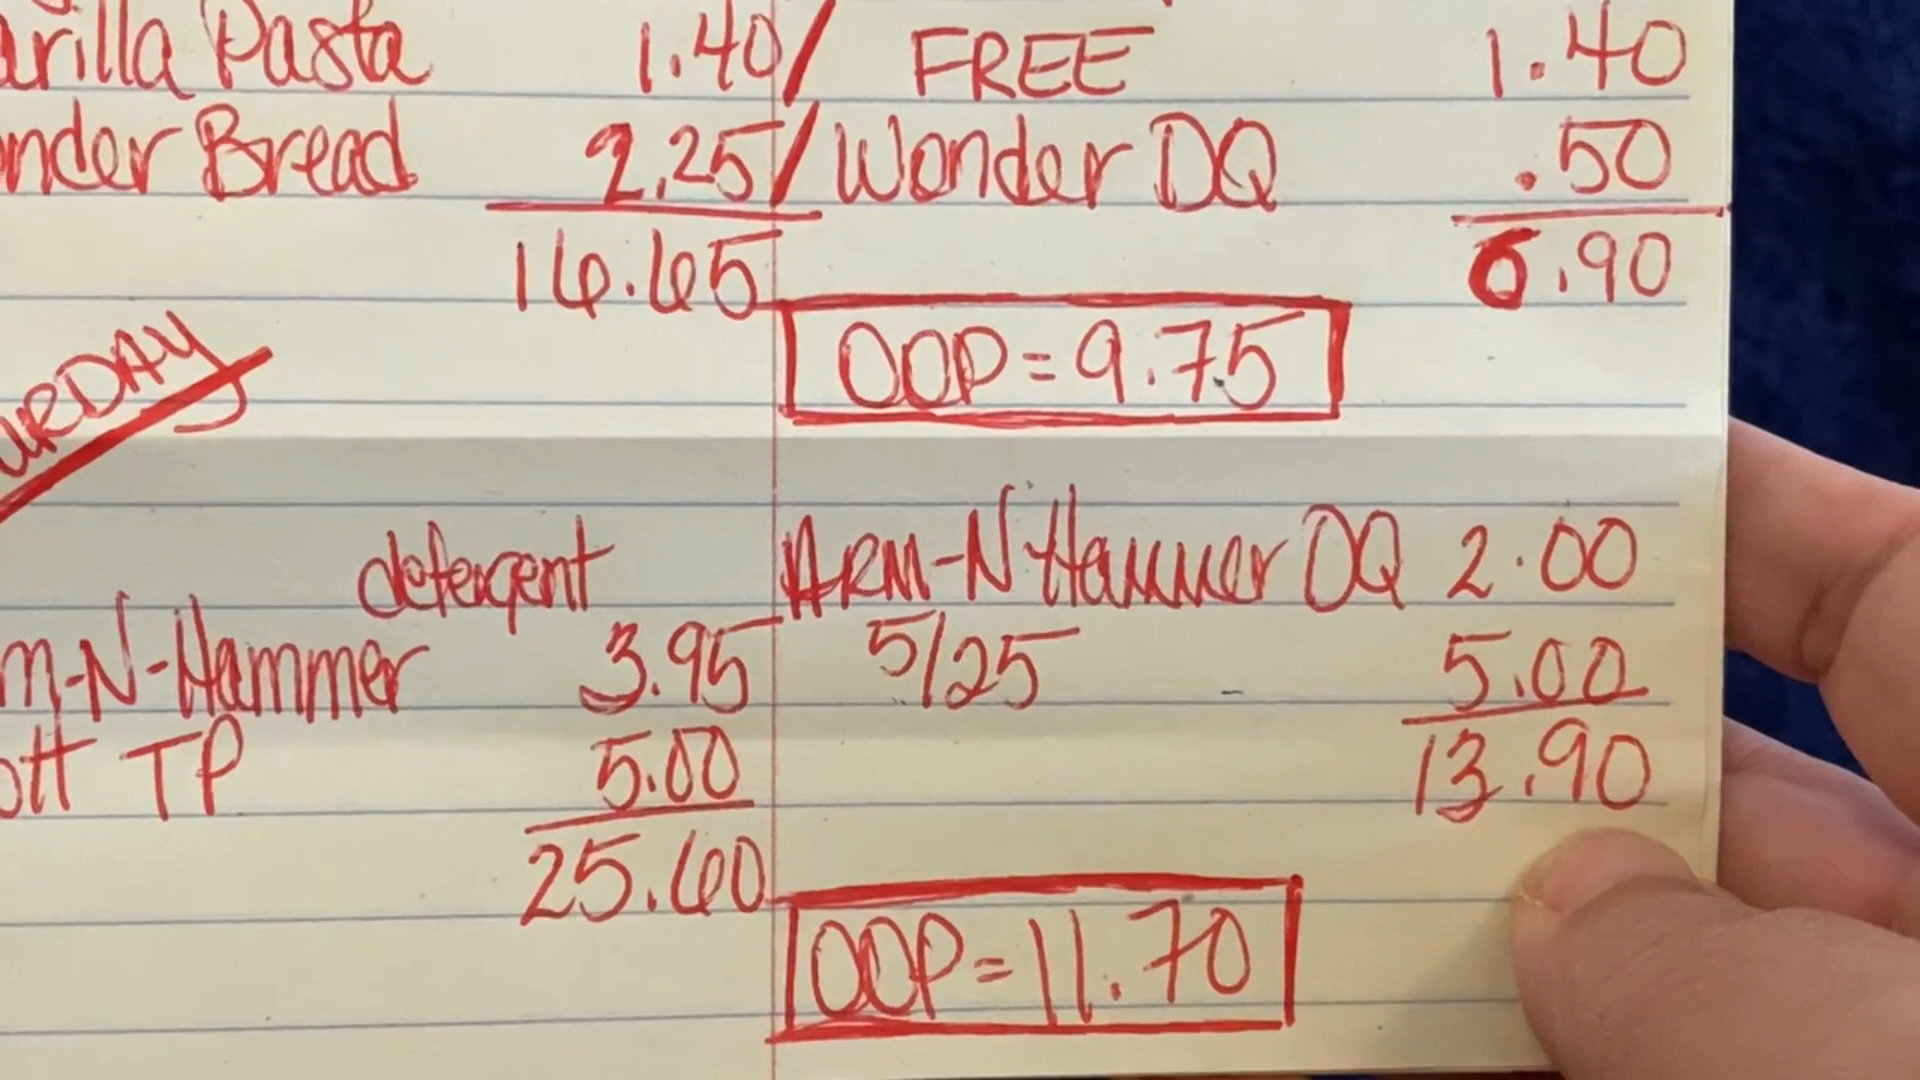 arilla Pasta 1.40 / FREE 1.40
nder Bread 2.25 / Wonder DQ .50
16.65 6.90
OOP = 9.75
URDAY
detergent ARM-N-Hammer DQ 2.00
m-N-Hammer 3.95 5/25 5.00
ott TP 5.00 13.90
25.60
OOP = 11.70